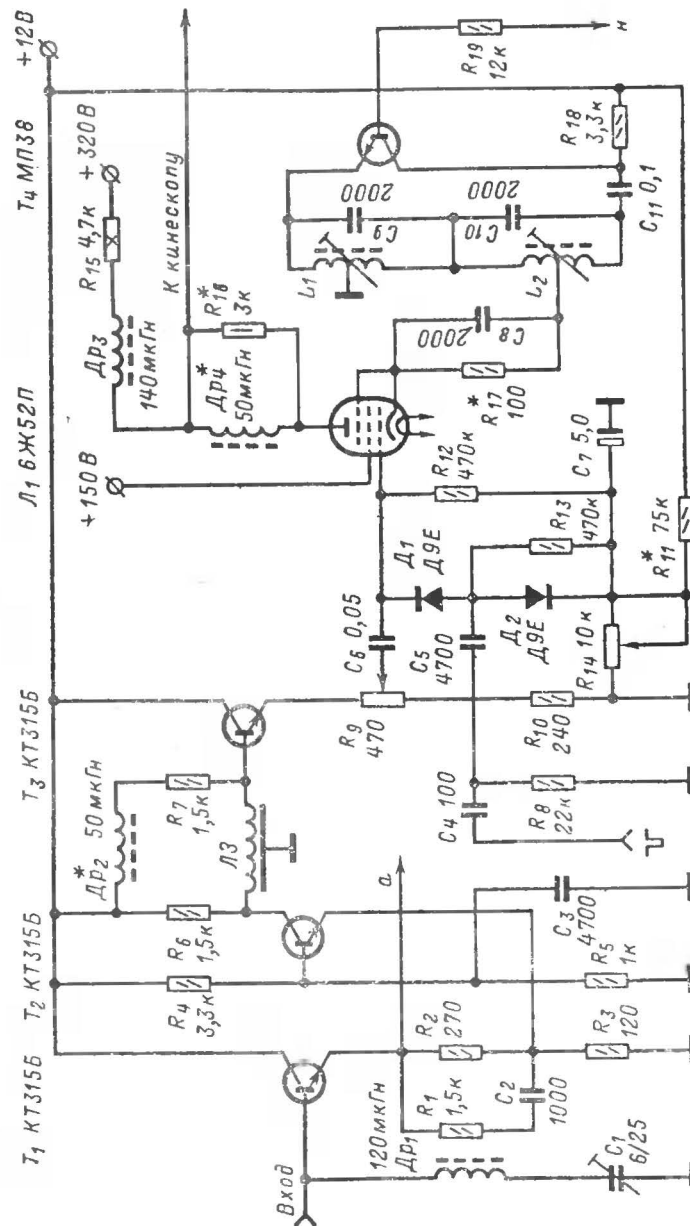 T₁ КТ315Б
T₂ КТ315Б
T₃ КТ315Б
Л₁ 6Ж52П
T₄ МП38
+12В
Вход
120мкГн
Др1
C₁
6/25
R₁
1,5к
R₂
270
C₂
1000
R₃
120
а
R₄
3,3к
R₅
1к
C₃
4700
R₆
1,5к
Др2*
50мкГн
R₇
1,5к
ЛЗ
C₄ 100
R₈
22к
R₉
470
R₁₀
240
C₅
4700
C₆ 0,05
Д1
Д9Е
Д2
Д9Е
R₁₂
470к
R₁₃
470к
R₁₄ 10к
R₁₁*
75к
C₇ 5,0
+150В
Др3
140мкГн
R₁₅ 4,7к
+320В
К кинескопу
Др4*
50мкГн
R₁₆*
3к
R₁₇*
100
C₈
2000
L₁
C₉
2000
L₂
C₁₀
2000
C₁₁ 0,1
R₁₈
3,3к
R₁₉
12к
н